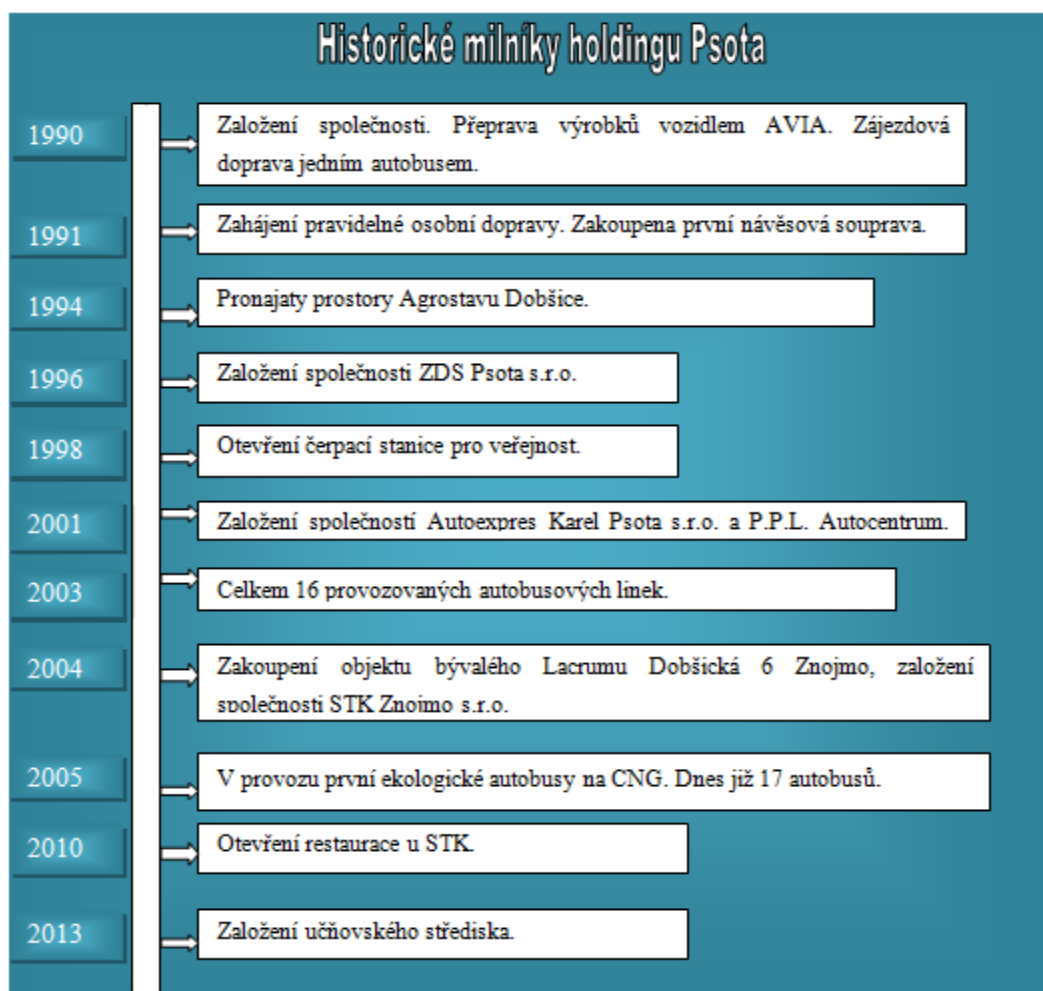 Historické milníky holdingu Psota
1990
Založení společnosti. Přeprava výrobků vozidlem AVIA. Zájezdová
doprava jedním autobusem.
1991
Zahájení pravidelné osobní dopravy. Zakoupena první návěsová souprava.
1994
Pronajaty prostory Agrostavu Dobšice.
1996
Založení společnosti ZDS Psota s.r.o.
1998
Otevření čerpací stanice pro veřejnost.
2001
Založení společností Autoexpres Karel Psota s.r.o. a P.P.L. Autocentrum.
2003
Celkem 16 provozovaných autobusových linek.
2004
Zakoupení objektu bývalého Lacrumu Dobšická 6 Znojmo, založení
společnosti STK Znojmo s.r.o.
2005
V provozu první ekologické autobusy na CNG. Dnes již 17 autobusů.
2010
Otevření restaurace u STK.
2013
Založení učňovského střediska.